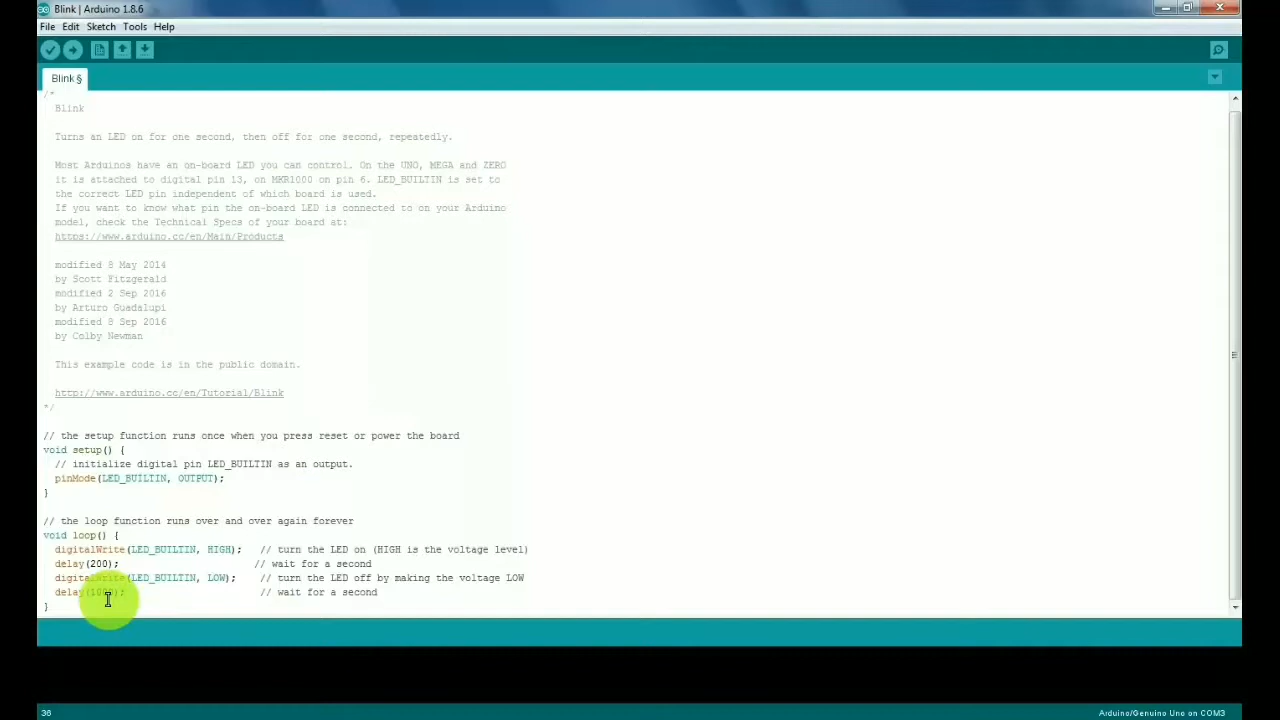 Blink | Arduino 1.8.6
File Edit Sketch Tools Help
Blink §
/*
Blink
Turns an LED on for one second, then off for one second, repeatedly.
Most Arduinos have an on-board LED you can control. On the UNO, MEGA and ZERO
it is attached to digital pin 13, on MKR1000 on pin 6. LED_BUILTIN is set to
the correct LED pin independent of which board is used.
If you want to know what pin the on-board LED is connected to on your Arduino
model, check the Technical Specs of your board at:
https://www.arduino.cc/en/Main/Products
modified 8 May 2014
by Scott Fitzgerald
modified 2 Sep 2016
by Arturo Guadalupi
modified 8 Sep 2016
by Colby Newman
This example code is in the public domain.
http://www.arduino.cc/en/Tutorial/Blink
*/
// the setup function runs once when you press reset or power the board
void setup() {
// initialize digital pin LED_BUILTIN as an output.
pinMode(LED_BUILTIN, OUTPUT);
}
// the loop function runs over and over again forever
void loop() {
digitalWrite(LED_BUILTIN, HIGH); // turn the LED on (HIGH is the voltage level)
delay(200); // wait for a second
digitalWrite(LED_BUILTIN, LOW); // turn the LED off by making the voltage LOW
delay(1000); // wait for a second
}
36
Arduino/Genuino Uno on COM3